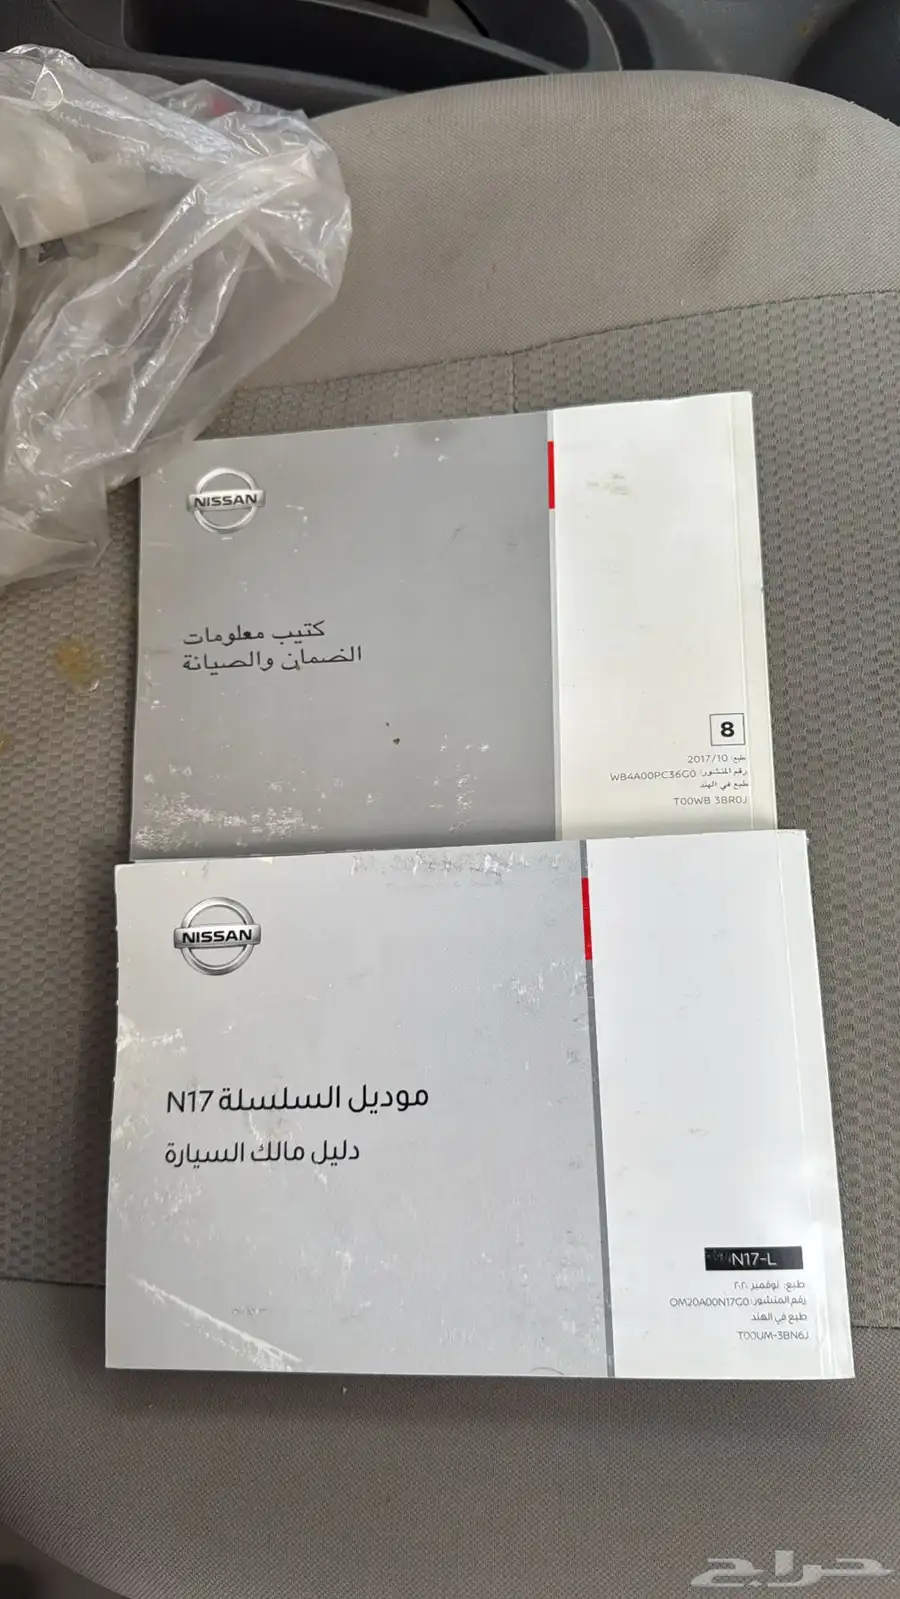 NISSAN
كتيب معلومات
الضمان والصيانة
8
طبع: 2017/10
رقم المنشور: WB4A00PC36G0
طبع في الهند
T00WB 3BR0J
NISSAN
موديل السلسلة N17
دليل مالك السيارة
N17-L
طبع: نوفمبر ٢٠٢٠
رقم المنشور: OM20A00N17G0
طبع في الهند
T00UM-3BN6J
حراج